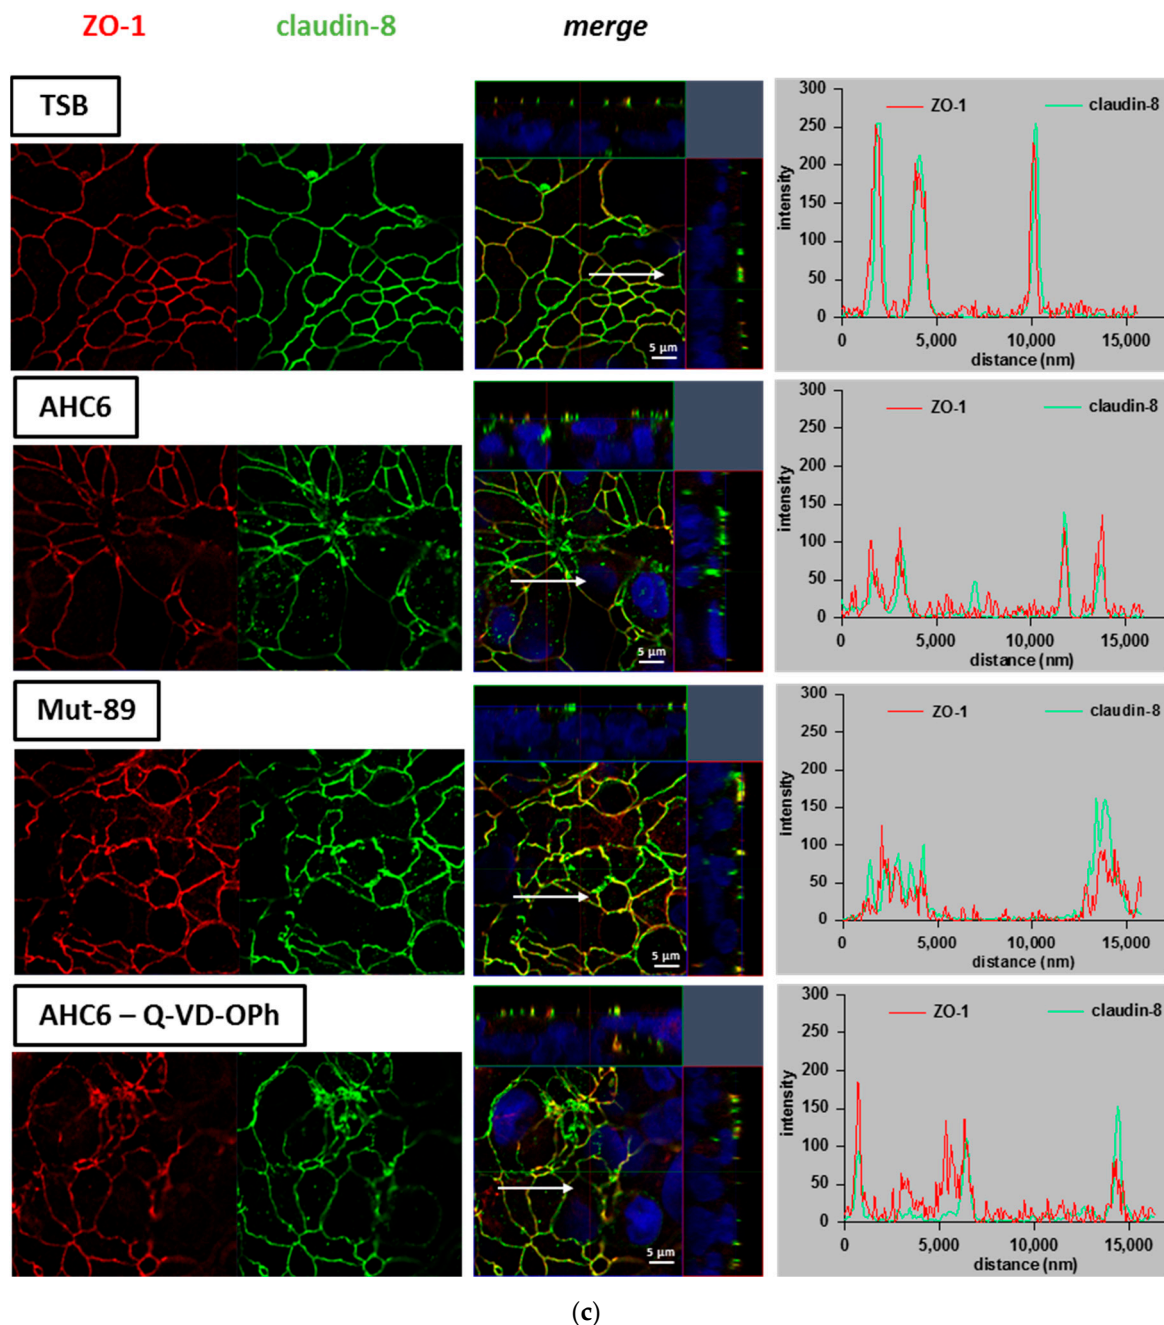 ZO-1 claudin-8 merge
TSB
5 µm
300
250
200
150
100
50
0
intensity
ZO-1 claudin-8
0 5,000 10,000 15,000
distance (nm)
AHC6
5 µm
300
250
200
150
100
50
0
intensity
ZO-1 claudin-8
0 5,000 10,000 15,000
distance (nm)
Mut-89
5 µm
300
250
200
150
100
50
0
intensity
ZO-1 claudin-8
0 5,000 10,000 15,000
distance (nm)
AHC6 – Q-VD-OPh
5 µm
300
250
200
150
100
50
0
intensity
ZO-1 claudin-8
0 5,000 10,000 15,000
distance (nm)
(c)